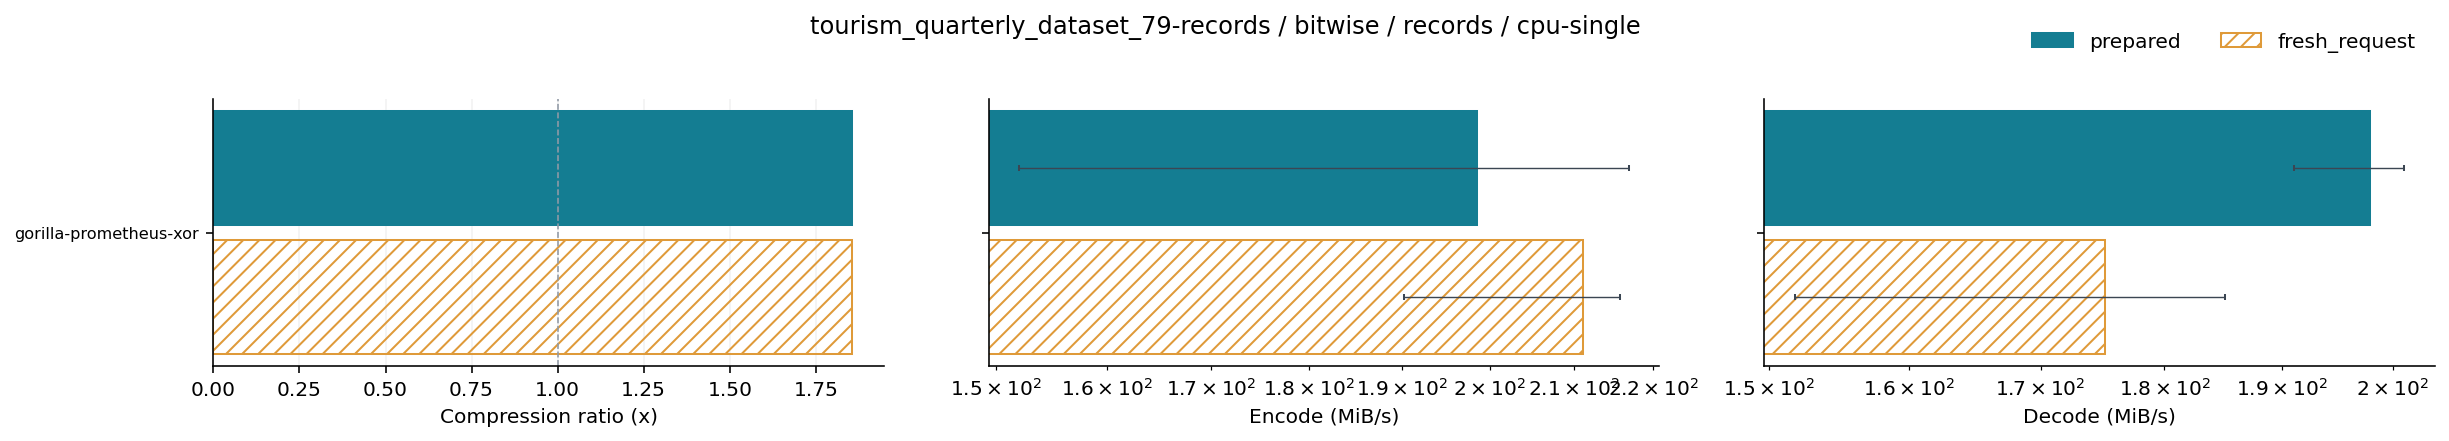 tourism_quarterly_dataset_79-records / bitwise / records / cpu-single
prepared fresh_request
gorilla-prometheus-xor
0.00 0.25 0.50 0.75 1.00 1.25 1.50 1.75
Compression ratio (x)
1.5 × 10² 1.6 × 10² 1.7 × 10² 1.8 × 10² 1.9 × 10² 2 × 10² 2.1 × 10² 2.2 × 10²
Encode (MiB/s)
1.5 × 10² 1.6 × 10² 1.7 × 10² 1.8 × 10² 1.9 × 10² 2 × 10²
Decode (MiB/s)